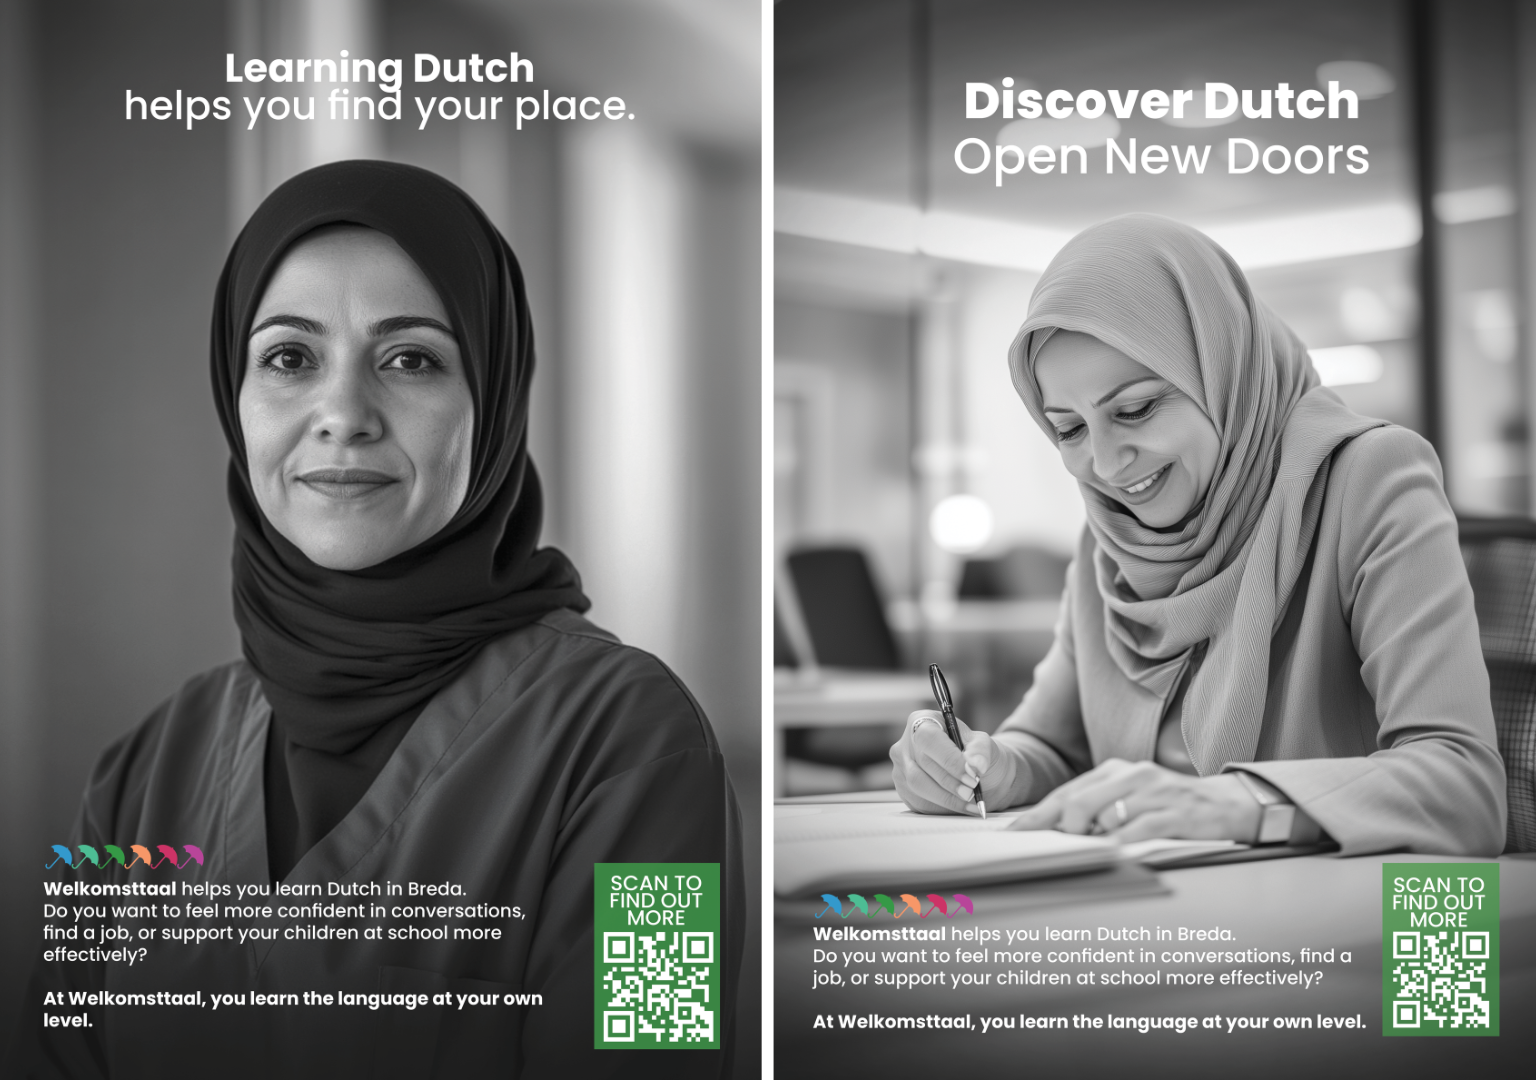 Learning Dutch
helps you find your place.
Welkomsttaal helps you learn Dutch in Breda.
Do you want to feel more confident in conversations,
find a job, or support your children at school more
effectively?
At Welkomsttaal, you learn the language at your own
level.
SCAN TO
FIND OUT
MORE
Discover Dutch
Open New Doors
Welkomsttaal helps you learn Dutch in Breda.
Do you want to feel more confident in conversations, find a
job, or support your children at school more effectively?
At Welkomsttaal, you learn the language at your own level.
SCAN TO
FIND OUT
MORE